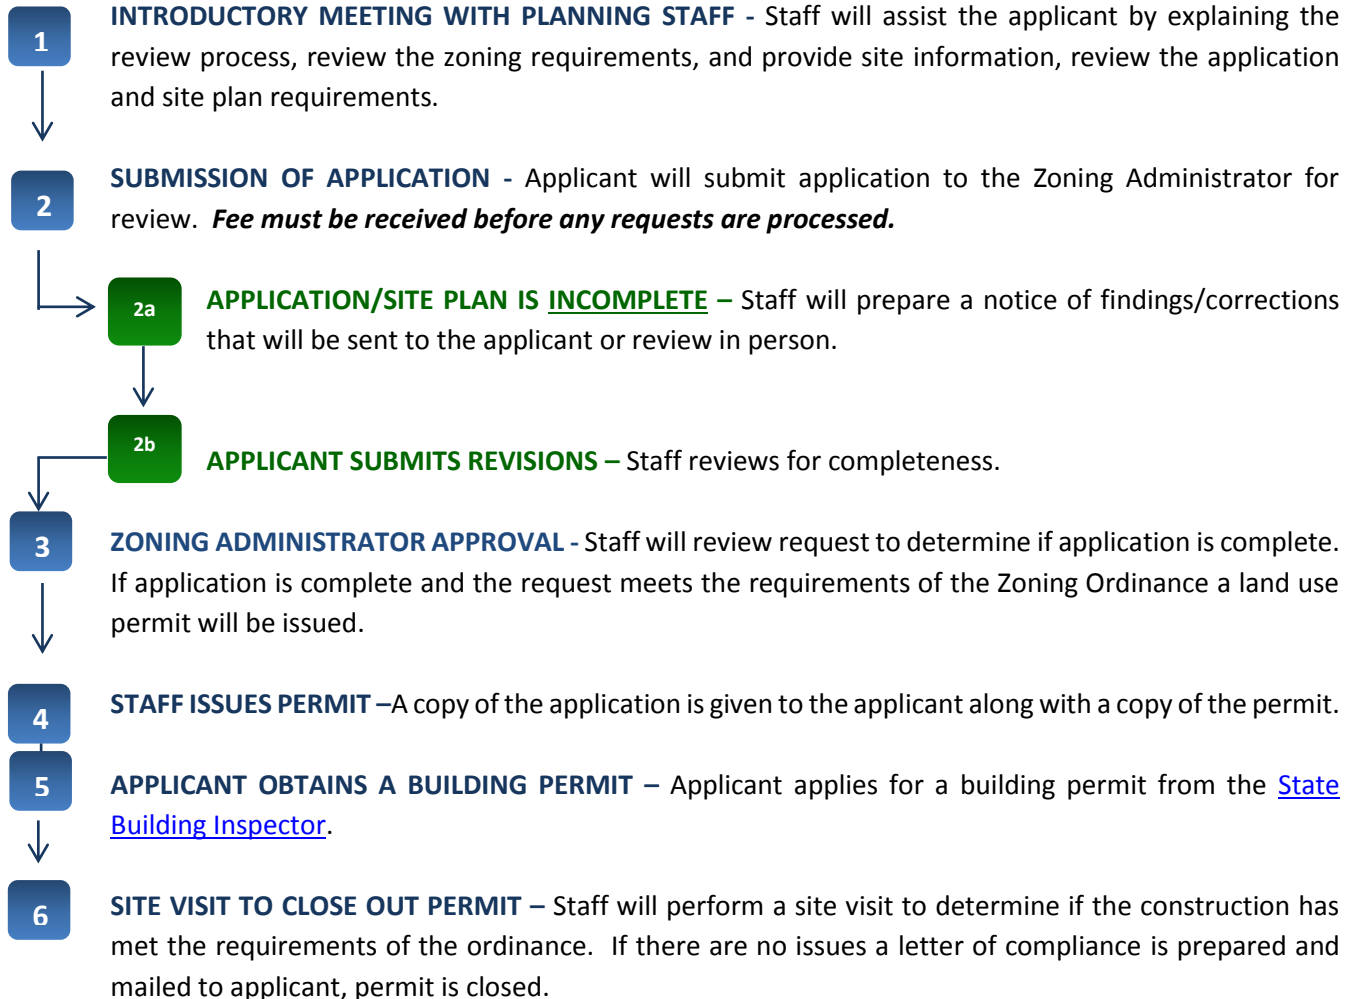 1
INTRODUCTORY MEETING WITH PLANNING STAFF - Staff will assist the applicant by explaining the
review process, review the zoning requirements, and provide site information, review the application
and site plan requirements.
2
SUBMISSION OF APPLICATION - Applicant will submit application to the Zoning Administrator for
review. Fee must be received before any requests are processed.
2a
APPLICATION/SITE PLAN IS INCOMPLETE – Staff will prepare a notice of findings/corrections
that will be sent to the applicant or review in person.
2b
APPLICANT SUBMITS REVISIONS – Staff reviews for completeness.
3
ZONING ADMINISTRATOR APPROVAL - Staff will review request to determine if application is complete.
If application is complete and the request meets the requirements of the Zoning Ordinance a land use
permit will be issued.
4
STAFF ISSUES PERMIT –A copy of the application is given to the applicant along with a copy of the permit.
5
APPLICANT OBTAINS A BUILDING PERMIT – Applicant applies for a building permit from the State
Building Inspector.
6
SITE VISIT TO CLOSE OUT PERMIT – Staff will perform a site visit to determine if the construction has
met the requirements of the ordinance. If there are no issues a letter of compliance is prepared and
mailed to applicant, permit is closed.